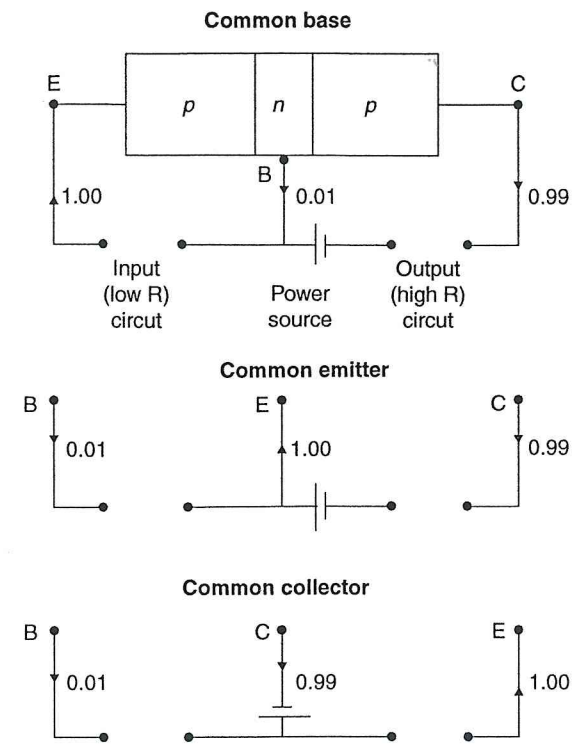 Common base
E
C
p
n
p
B
1.00
0.01
0.99
Input
(low R)
circut
Power
source
Output
(high R)
circut
Common emitter
B
E
C
0.01
1.00
0.99
Common collector
B
C
E
0.01
0.99
1.00